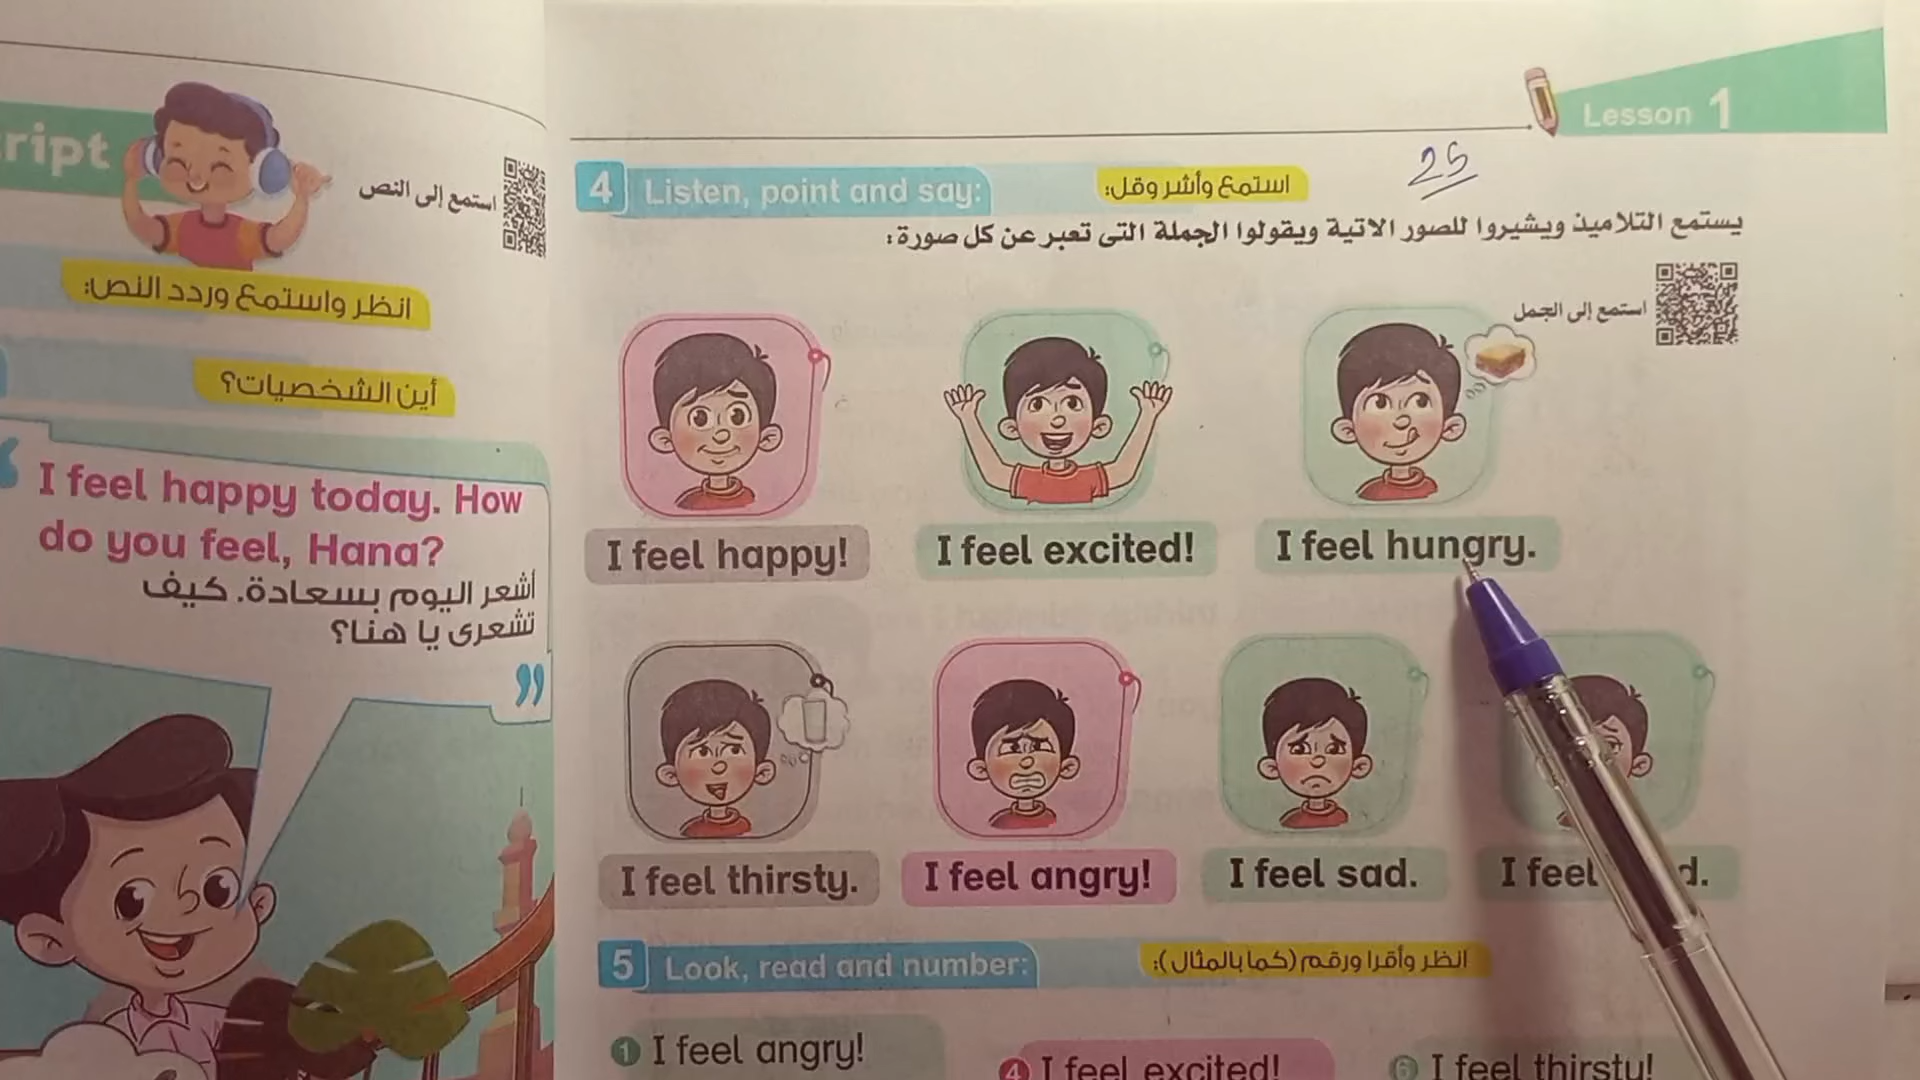 ript
استمع إلى النص
انظر واستمع وردد النص:
أين الشخصيات؟
I feel happy today. How
do you feel, Hana?
أشعر اليوم بسعادة. كيف
تشعرى يا هنا؟
Lesson 1
25
4 Listen, point and say:
استمع وأشر وقل:
يستمع التلاميذ ويشيروا للصور الاتية ويقولوا الجملة التى تعبر عن كل صورة:
استمع إلى الجمل
I feel happy!
I feel excited!
I feel hungry.
I feel thirsty.
I feel angry!
I feel sad.
I feel
5 Look, read and number:
انظر وأقرا ورقم (كما بالمثال):
1 I feel angry!
4 I feel excited!
6 I feel thirsty!